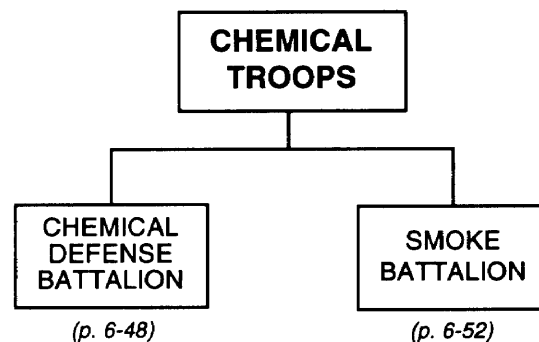 CHEMICAL
TROOPS
CHEMICAL
DEFENSE
BATTALION
(p. 6-48)
SMOKE
BATTALION
(p. 6-52)